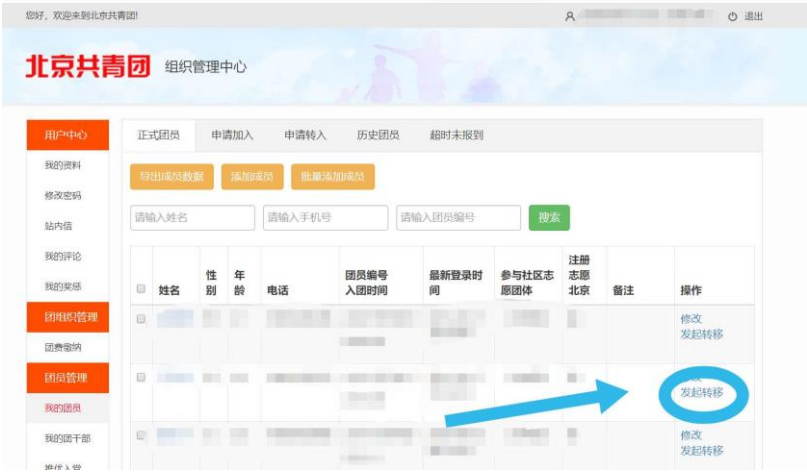 您好，欢迎来到北京共青团!
退出
北京共青团 组织管理中心
用户中心
我的资料
修改密码
站内信
我的评论
我的奖惩
团组织管理
团费缴纳
团员管理
我的团员
我的团干部
推优入党
正式团员 申请加入 申请转入 历史团员 超时未报到
导出成员数据 添加成员 批量添加成员
请输入姓名 请输入手机号 请输入团员编号 搜索
姓名
性别
年龄
电话
团员编号
入团时间
最新登录时间
参与社区志愿团体
注册志愿北京
备注
操作
修改
发起转移
发起转移
修改
发起转移